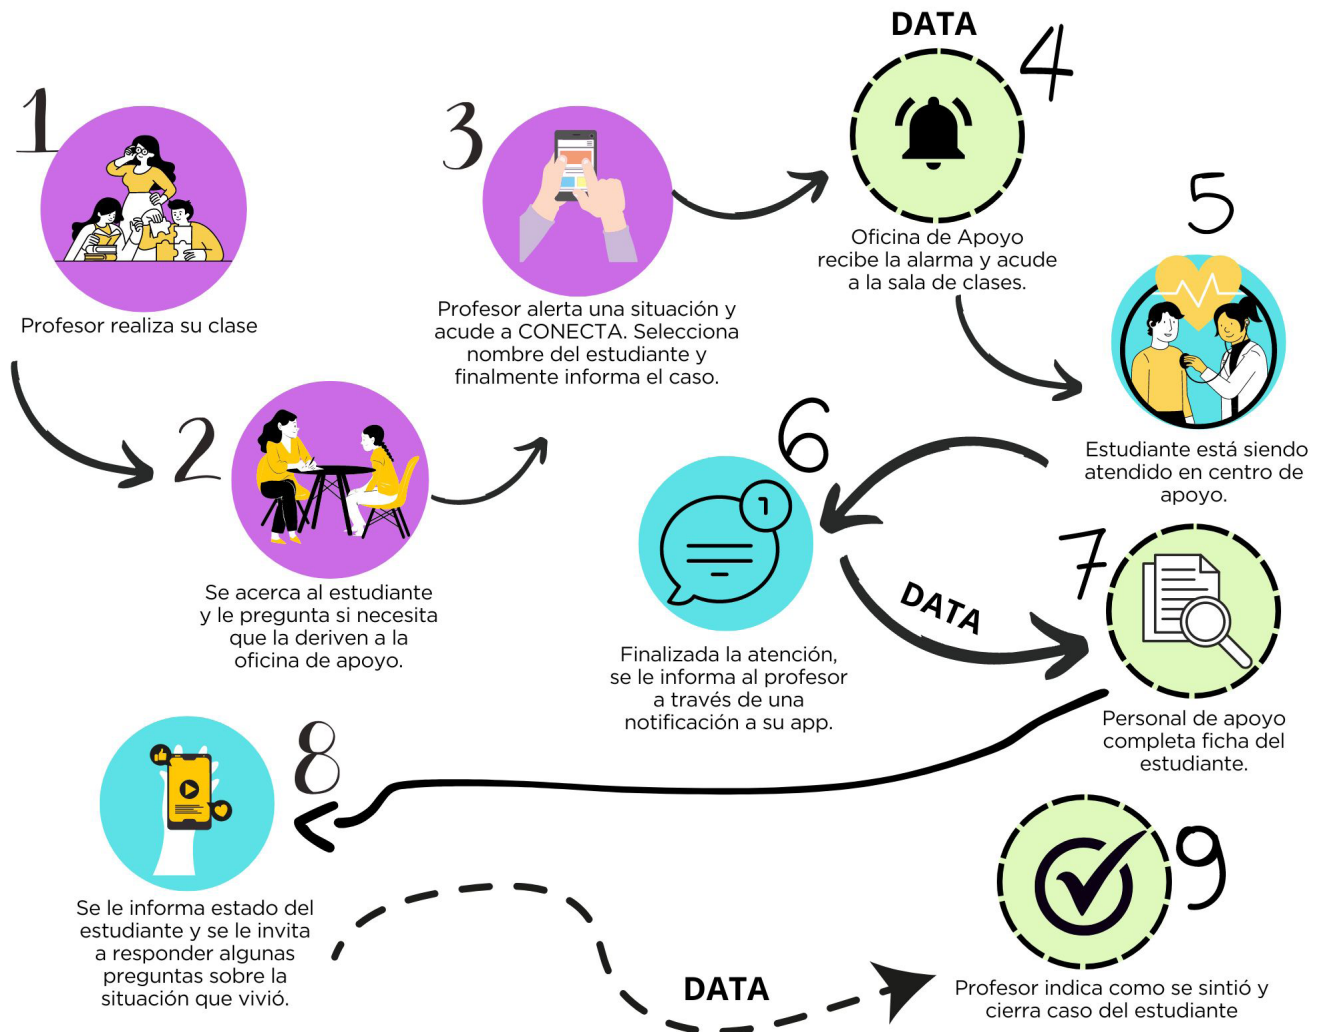 1
Profesor realiza su clase
2
Se acerca al estudiante
y le pregunta si necesita
que la deriven a la
oficina de apoyo.
3
Profesor alerta una situación y
acude a CONECTA. Selecciona
nombre del estudiante y
finalmente informa el caso.
DATA
4
Oficina de Apoyo
recibe la alarma y acude
a la sala de clases.
5
Estudiante está siendo
atendido en centro de
apoyo.
6
1
Finalizada la atención,
se le informa al profesor
a través de una
notificación a su app.
DATA
7
Personal de apoyo
completa ficha del
estudiante.
8
Se le informa estado del
estudiante y se le invita
a responder algunas
preguntas sobre la
situación que vivió.
DATA
9
Profesor indica como se sintió y
cierra caso del estudiante